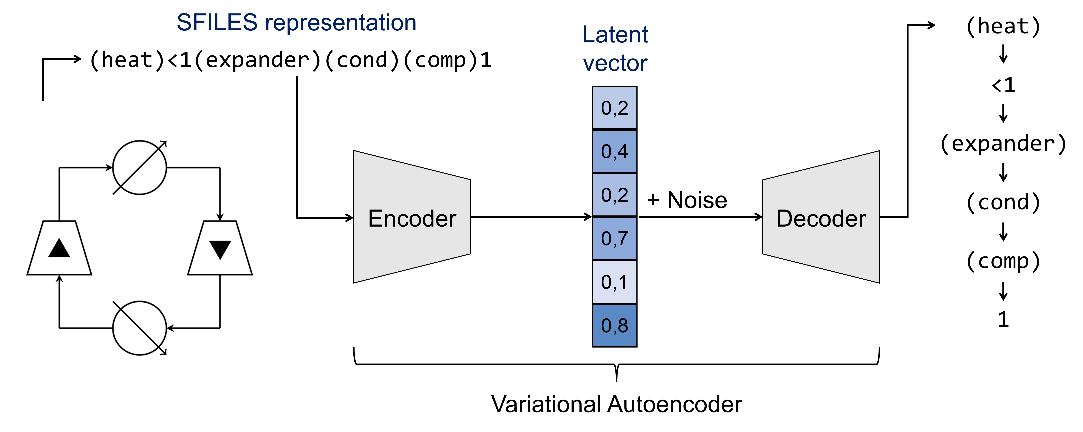 SFILES representation
(heat)<1(expander)(cond)(comp)1
Latent
vector
0,2
0,4
0,2
0,7
0,1
0,8
Encoder
+ Noise
Decoder
(heat)
<1
(expander)
(cond)
(comp)
1
Variational Autoencoder